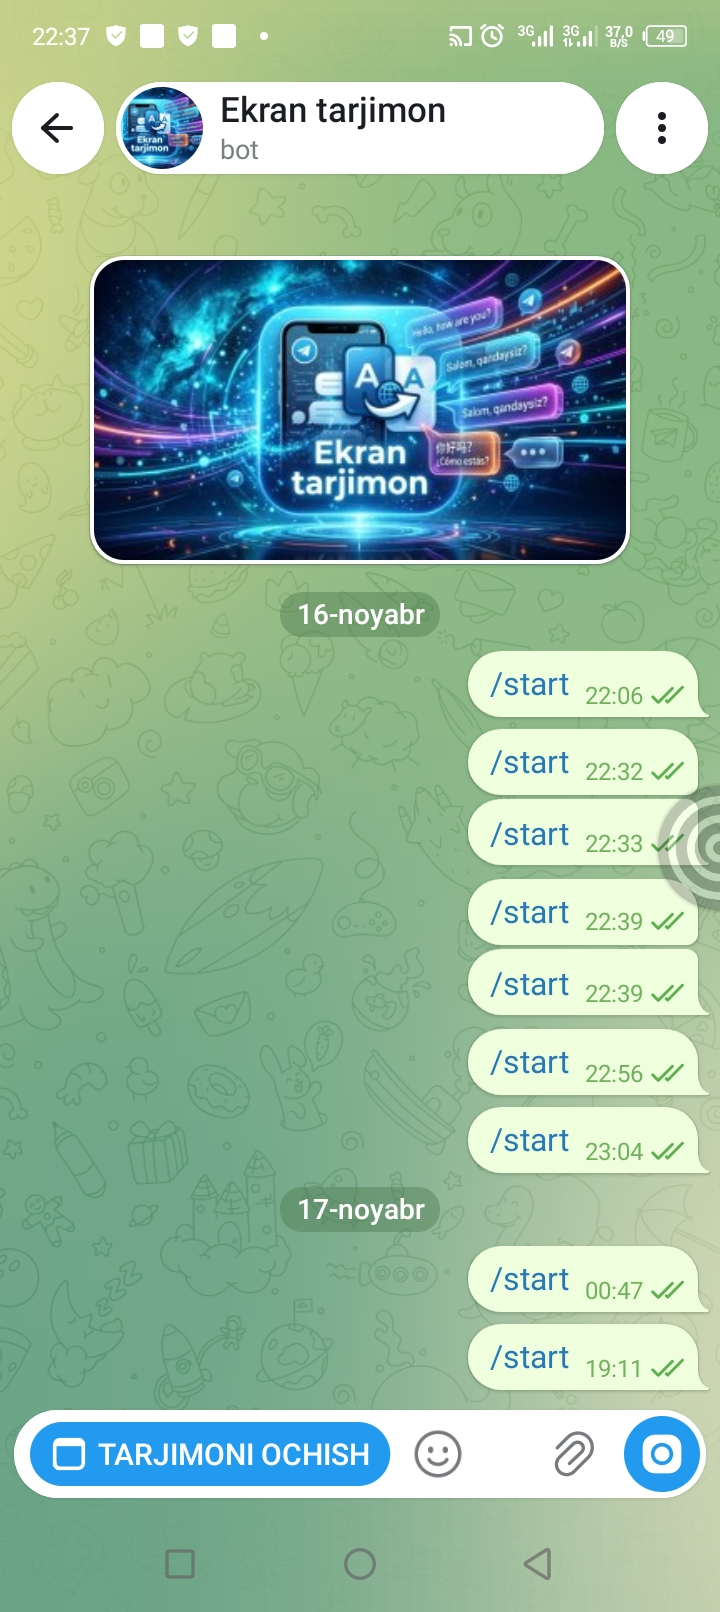 22:37 3G 3G 37,0 B/S 49
Ekran tarjimon
bot
Hello, how are you?
Salom, qandaysiz?
Salom, qandaysiz?
你好吗?
¿Cómo estás?
A A
Ekran
tarjimon
16-noyabr
/start 22:06
/start 22:32
/start 22:33
/start 22:39
/start 22:39
/start 22:56
/start 23:04
17-noyabr
/start 00:47
/start 19:11
TARJIMONI OCHISH